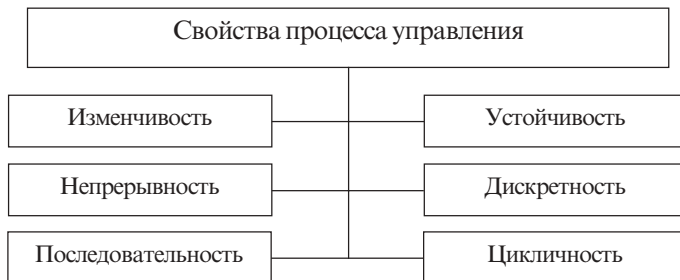 Свойства процесса управления
Изменчивость
Устойчивость
Непрерывность
Дискретность
Последовательность
Цикличность